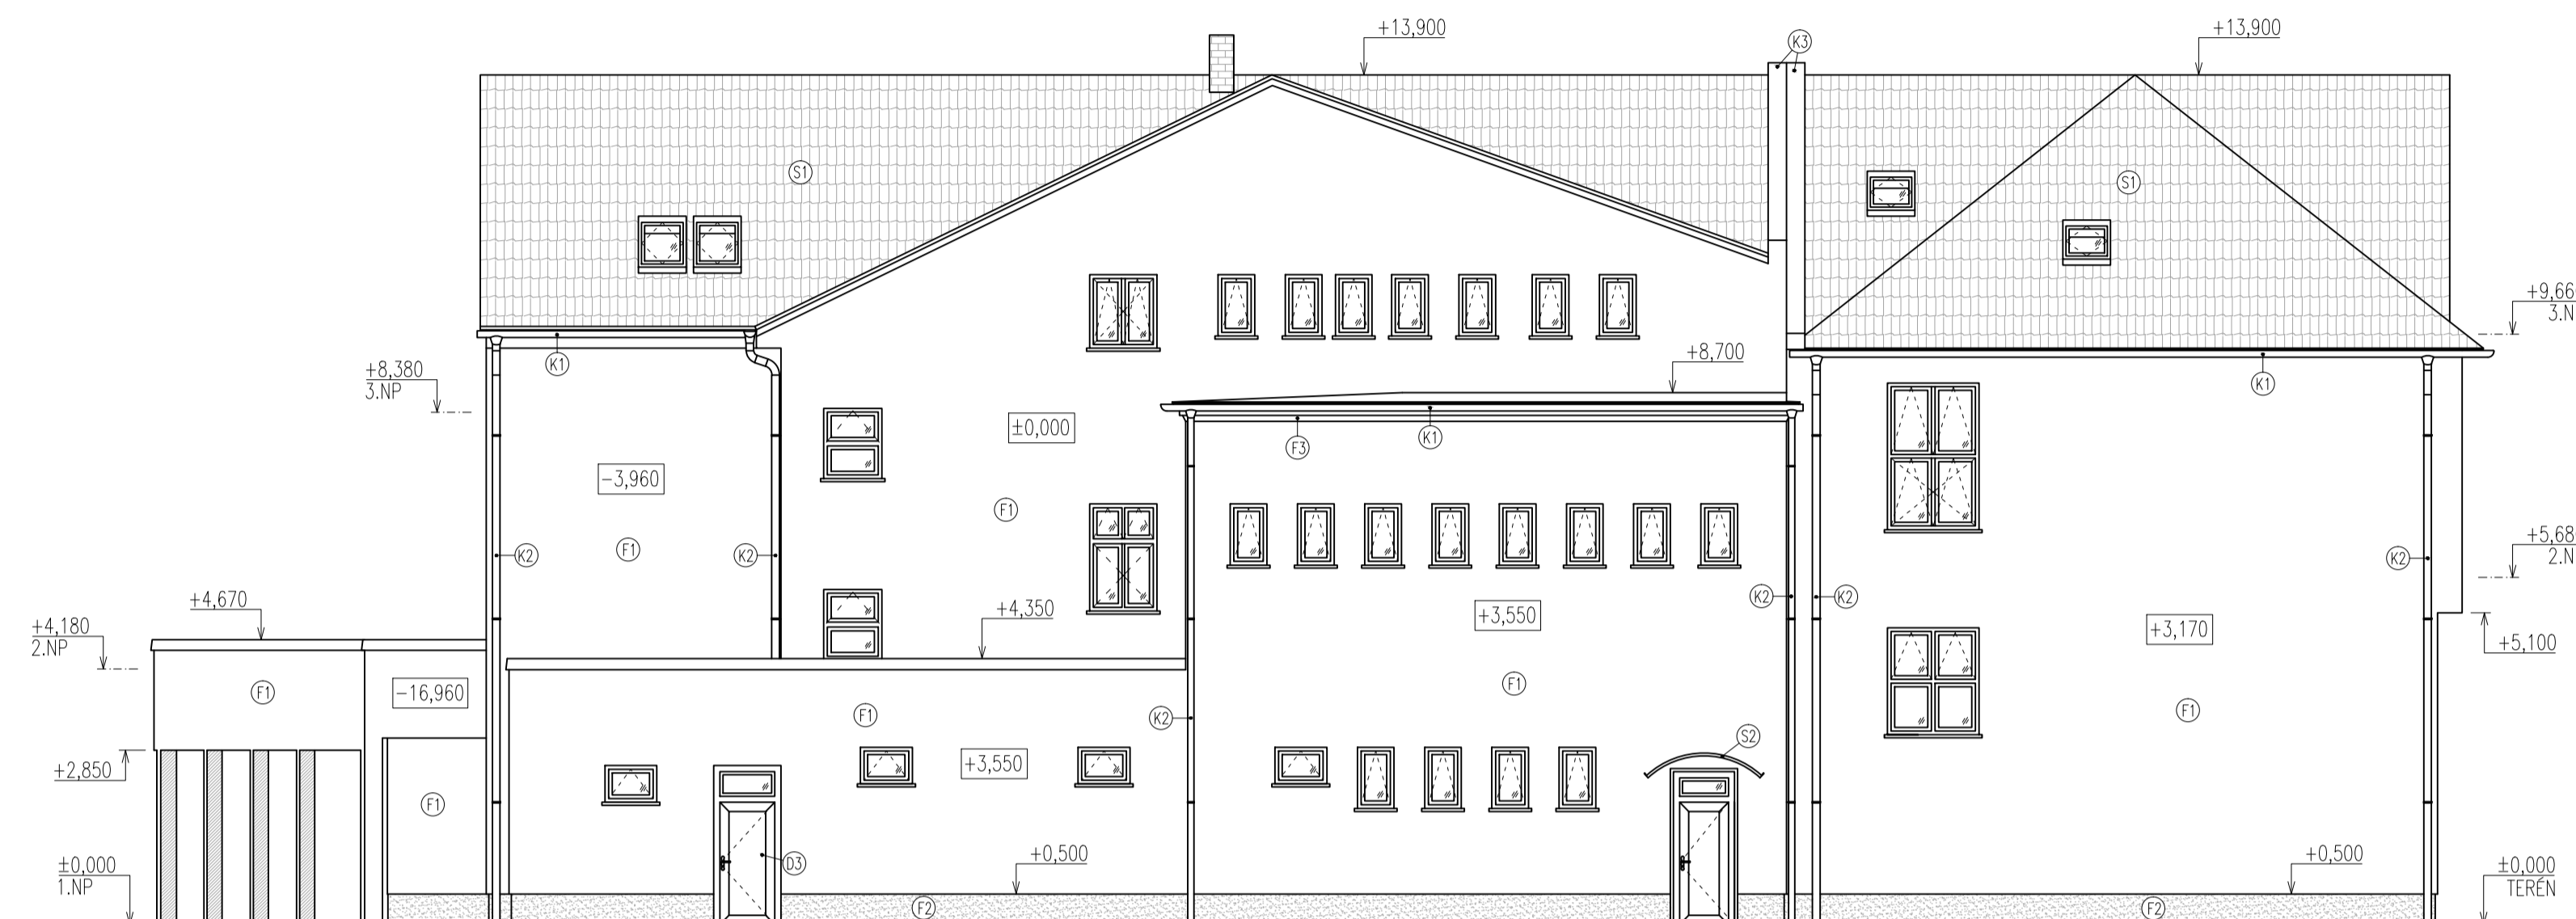 +13,900
K3
+13,900
S1
S1
+9,66
3.N
K1
+8,380
3.NP
+8,700
K1
±0,000
F3
K1
-3,960
F1
F1
K2
K2
K2
+5,68
2.N
+4,670
+4,180
2.NP
+4,350
K2
K2
+3,550
+3,170
+5,100
F1
-16,960
F1
F1
K2
F1
S2
+2,850
+3,550
F1
D3
±0,000
1.NP
+0,500
+0,500
±0,000
TERÉN
F2
F2